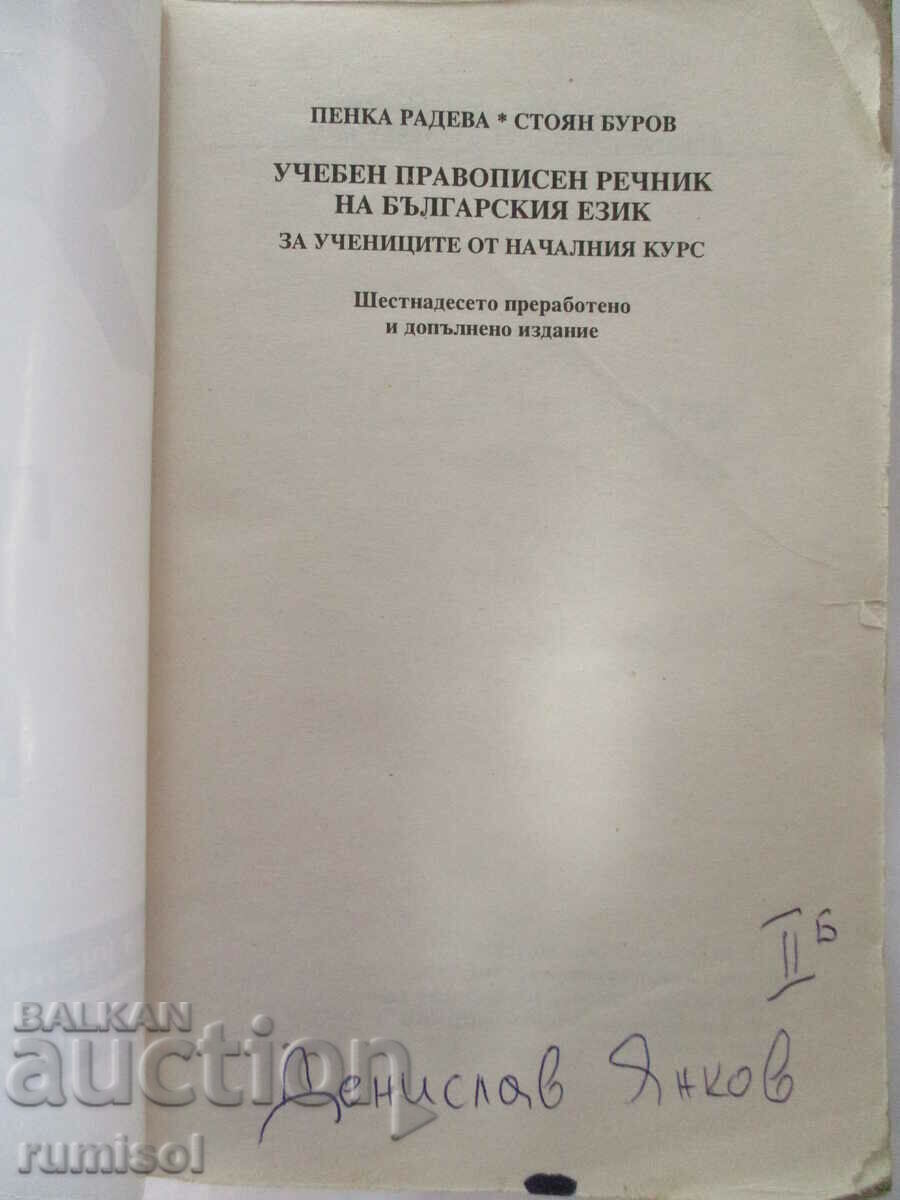 ПЕНКА РАДЕВА * СТОЯН БУРОВ
УЧЕБЕН ПРАВОПИСЕН РЕЧНИК
НА БЪЛГАРСКИЯ ЕЗИК
ЗА УЧЕНИЦИТЕ ОТ НАЧАЛНИЯ КУРС
Шестнадесето преработено
и допълнено издание
II Б
Денислав Янков
BALKAN
auction
rumisol